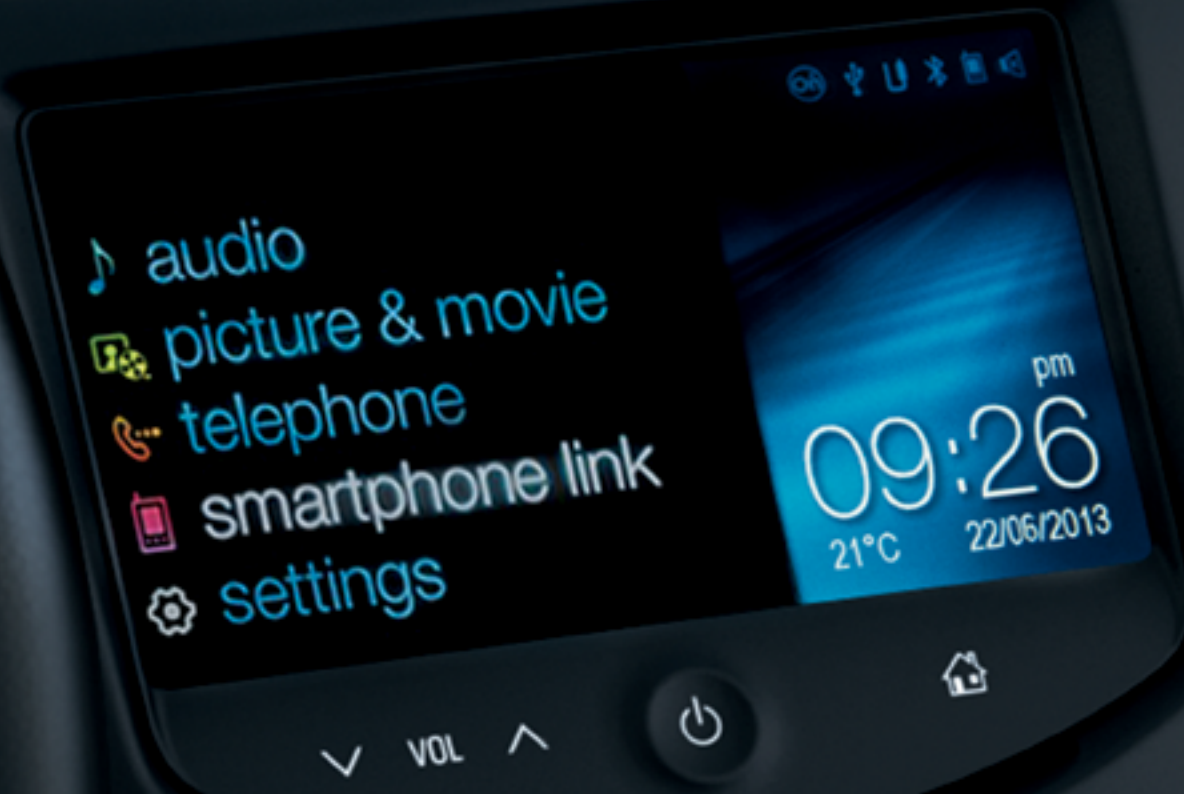 audio
picture & movie
telephone
smartphone link
settings
pm
09:26
21°C 22/06/2013
VOL